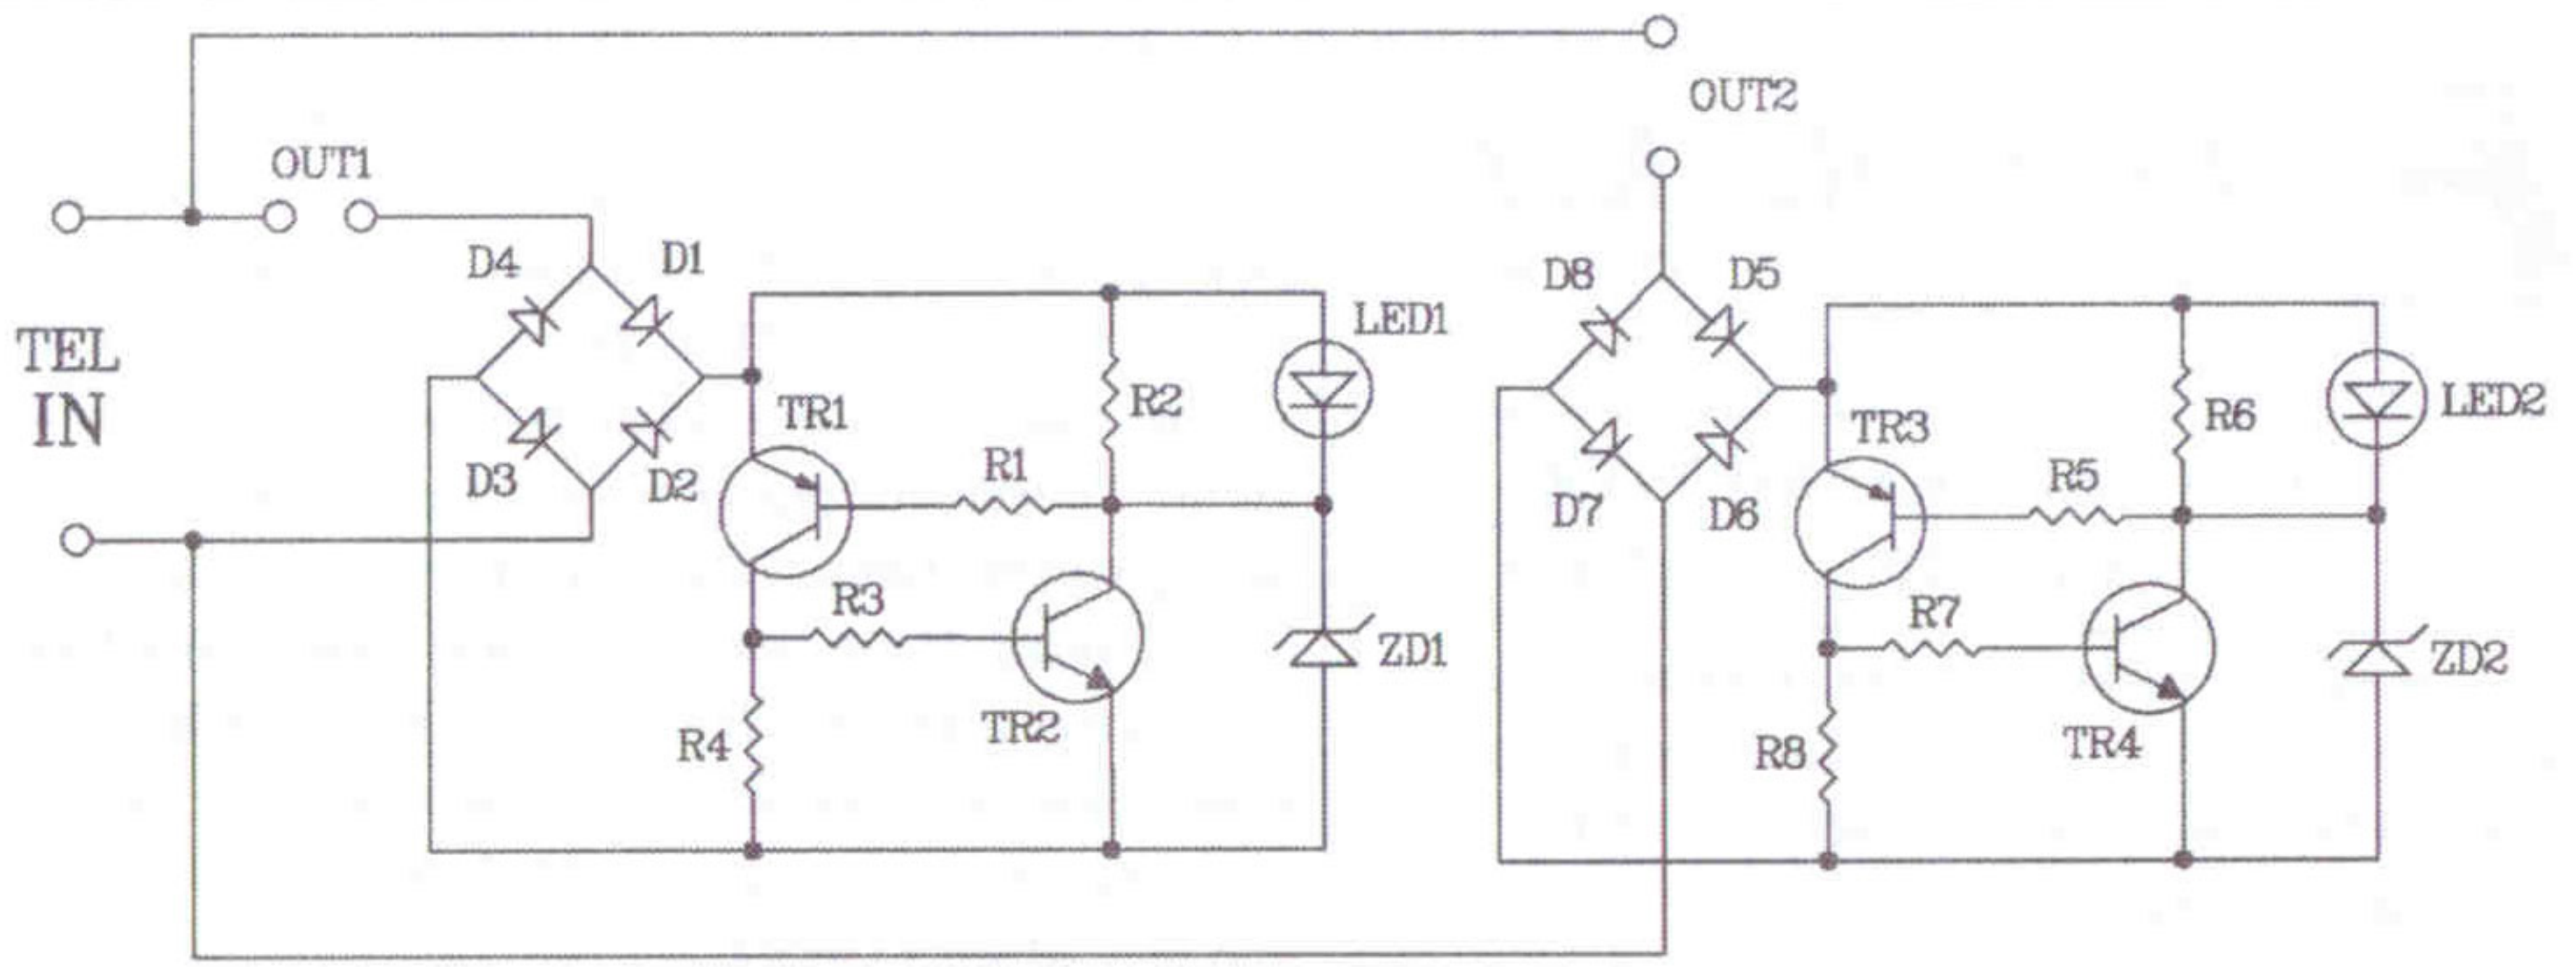 OUT2
OUT1
D4 D1
D8 D5
TEL
IN
LED1
R2
TR1
R1
D3 D2
LED2
R6
TR3
R5
D7 D6
R3
ZD1
R7
ZD2
R4
TR2
R8
TR4